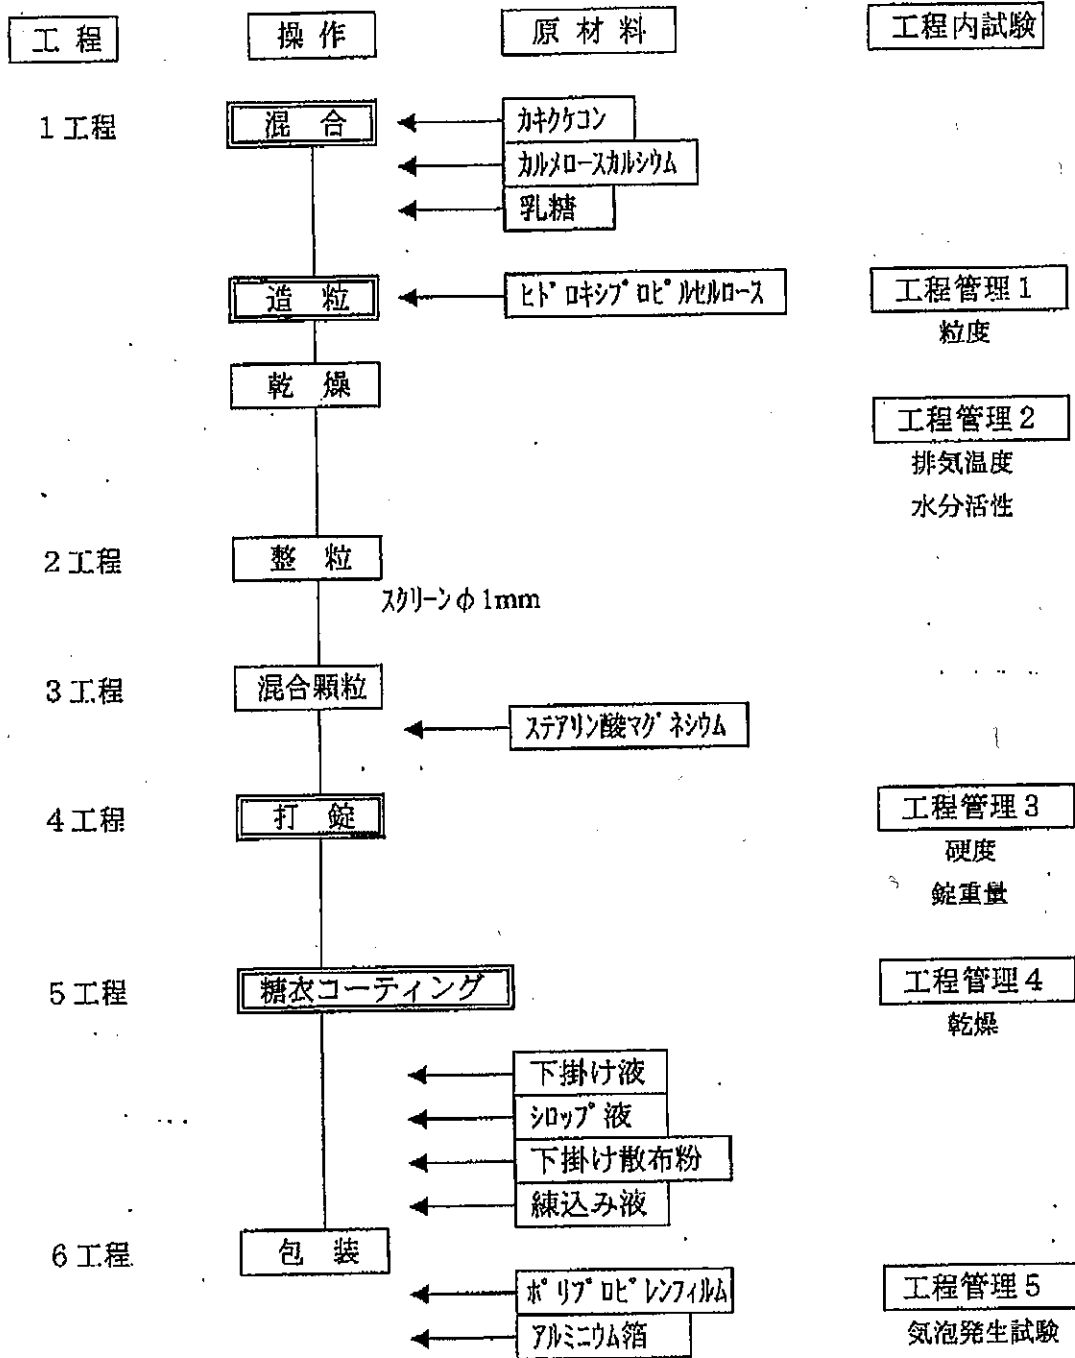 工程 操作 原材料 工程内試験
1工程 混合 カキクケコン
カルメロースカルシウム
乳糖
造粒 ヒドロキシプロピルセルロース 工程管理1
粒度
乾燥
工程管理2
排気温度
水分活性
2工程 整粒
スクリーンφ1mm
3工程 混合顆粒
ステアリン酸マグネシウム
4工程 打錠 工程管理3
硬度
錠重量
5工程 糖衣コーティング 工程管理4
乾燥
下掛け液
シロップ液
下掛け散布粉
練込み液
6工程 包装
ポリプロピレンフィルム 工程管理5
アルミニウム箔 気泡発生試験